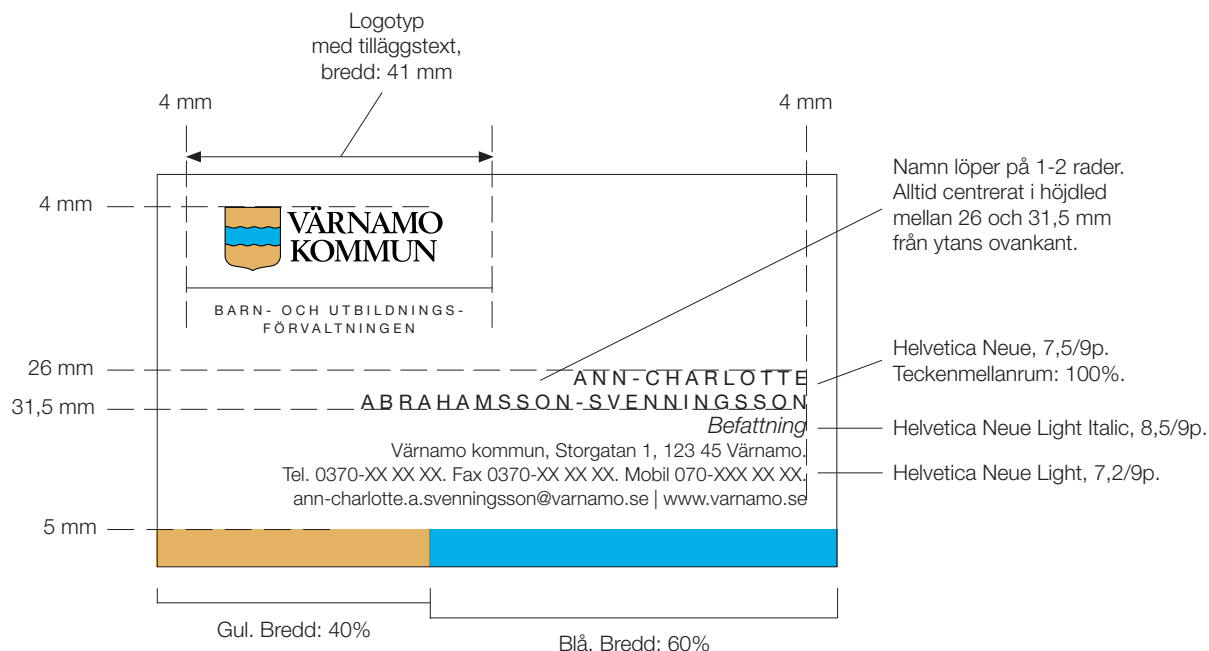 Logotyp
med tilläggstext,
bredd: 41 mm
4 mm
4 mm
Namn löper på 1-2 rader.
Alltid centrerat i höjdled
mellan 26 och 31,5 mm
från ytans ovankant.
4 mm
VÄRNAMO
KOMMUN
BARN- OCH UTBILDNINGS-
FÖRVALTNINGEN
26 mm
ANN-CHARLOTTE
Helvetica Neue, 7,5/9p.
Teckenmellanrum: 100%.
31,5 mm
ABRAHAMSSON-SVENNINGSSON
Befattning
Helvetica Neue Light Italic, 8,5/9p.
Värnamo kommun, Storgatan 1, 123 45 Värnamo.
Tel. 0370-XX XX XX. Fax 0370-XX XX XX. Mobil 070-XXX XX XX.
Helvetica Neue Light, 7,2/9p.
ann-charlotte.a.svenningsson@varnamo.se | www.varnamo.se
5 mm
Gul. Bredd: 40%
Blå. Bredd: 60%